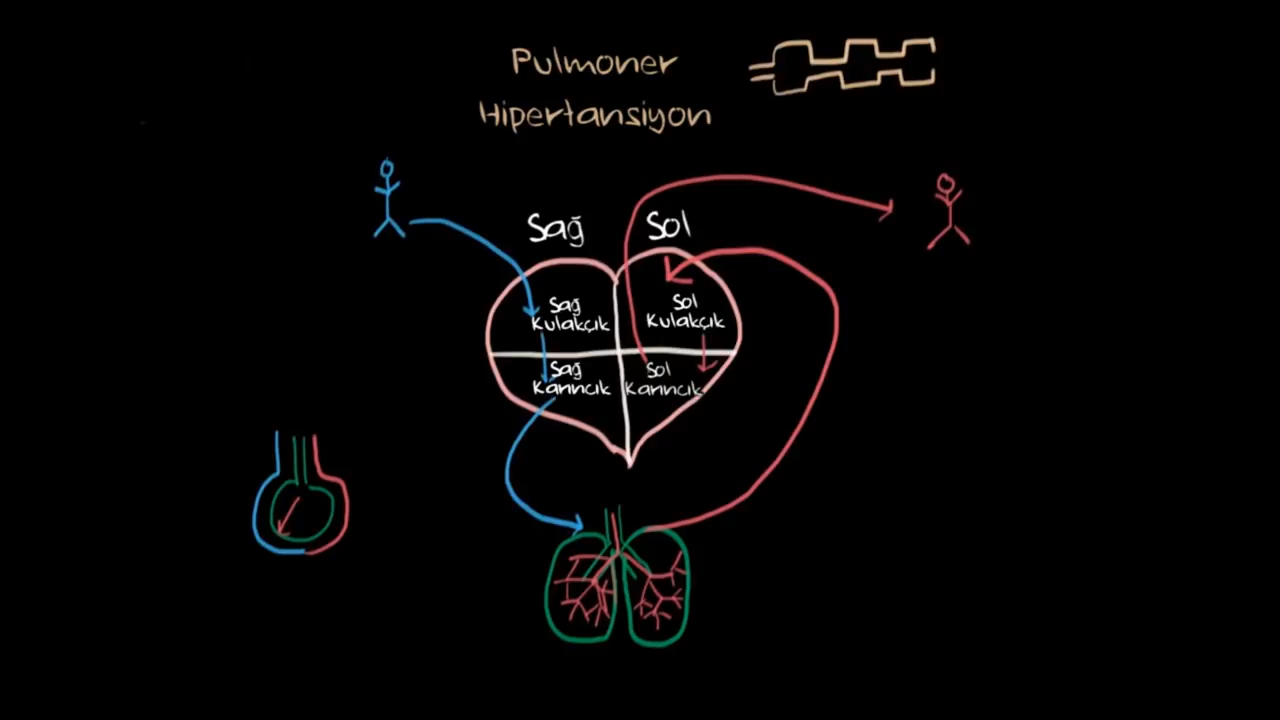 Pulmoner
Hipertansiyon
Sağ
Sol
Sağ
Kulakçık
Sol
Kulakçık
Sağ
Karıncık
Sol
Karıncık